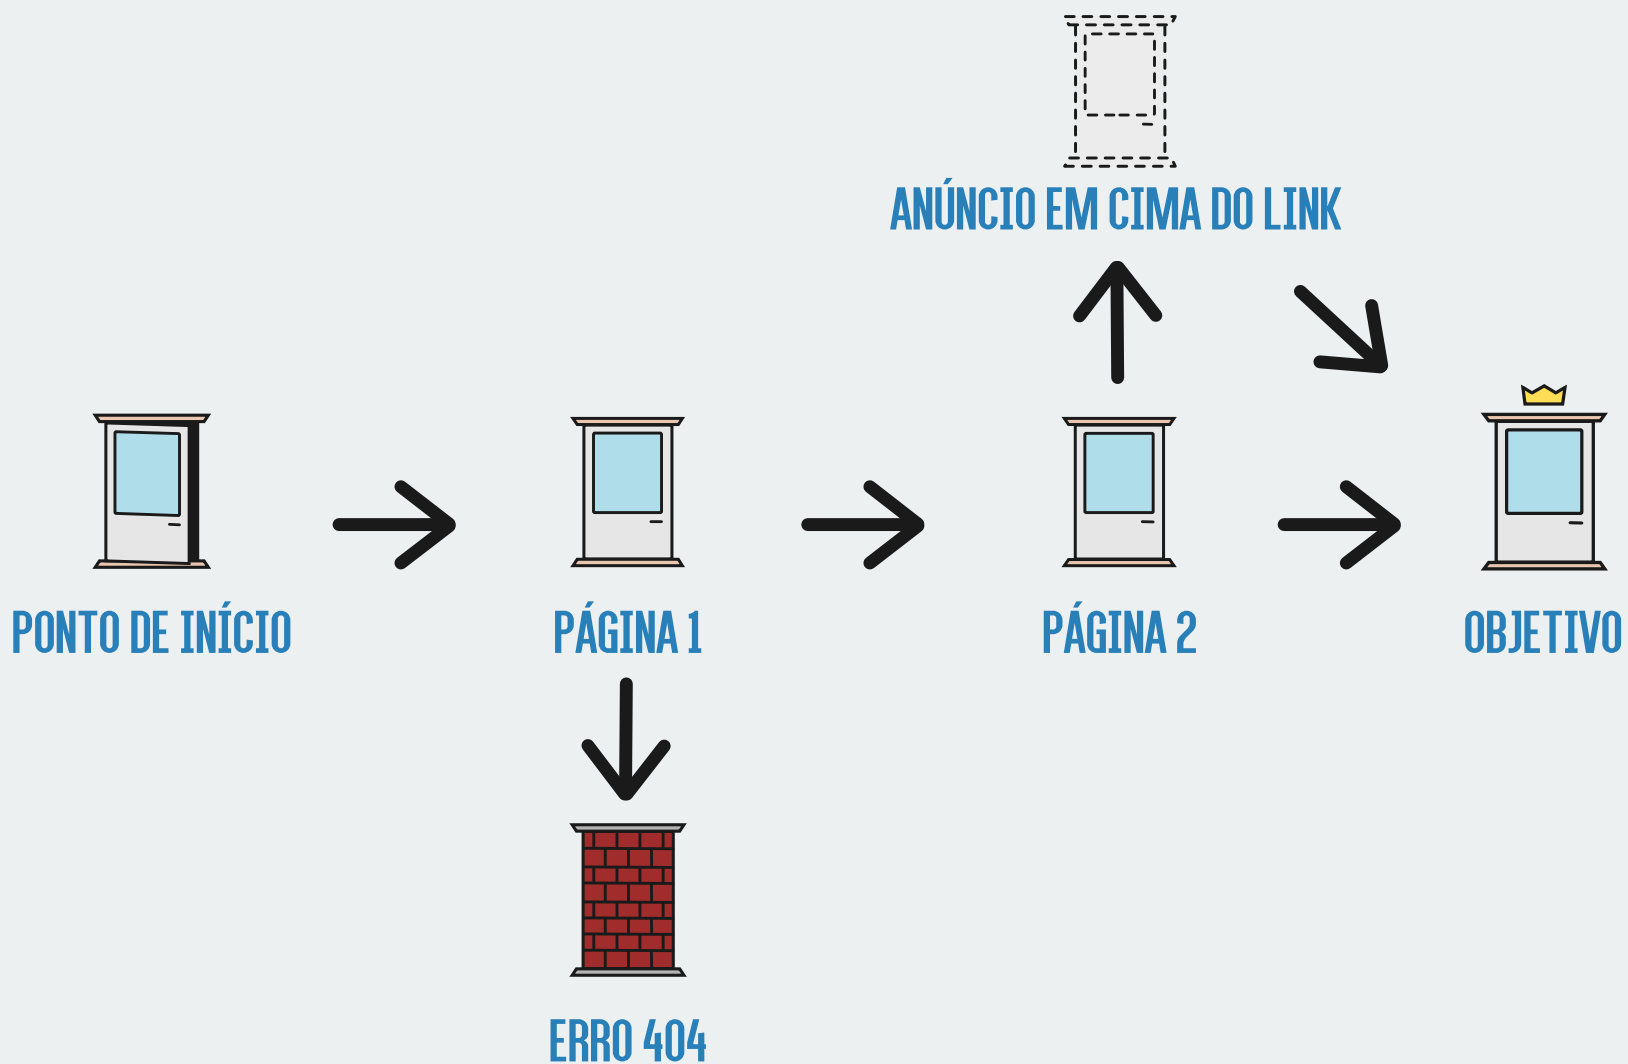 ANÚNCIO EM CIMA DO LINK
PONTO DE INÍCIO
PÁGINA 1
PÁGINA 2
OBJETIVO
ERRO 404